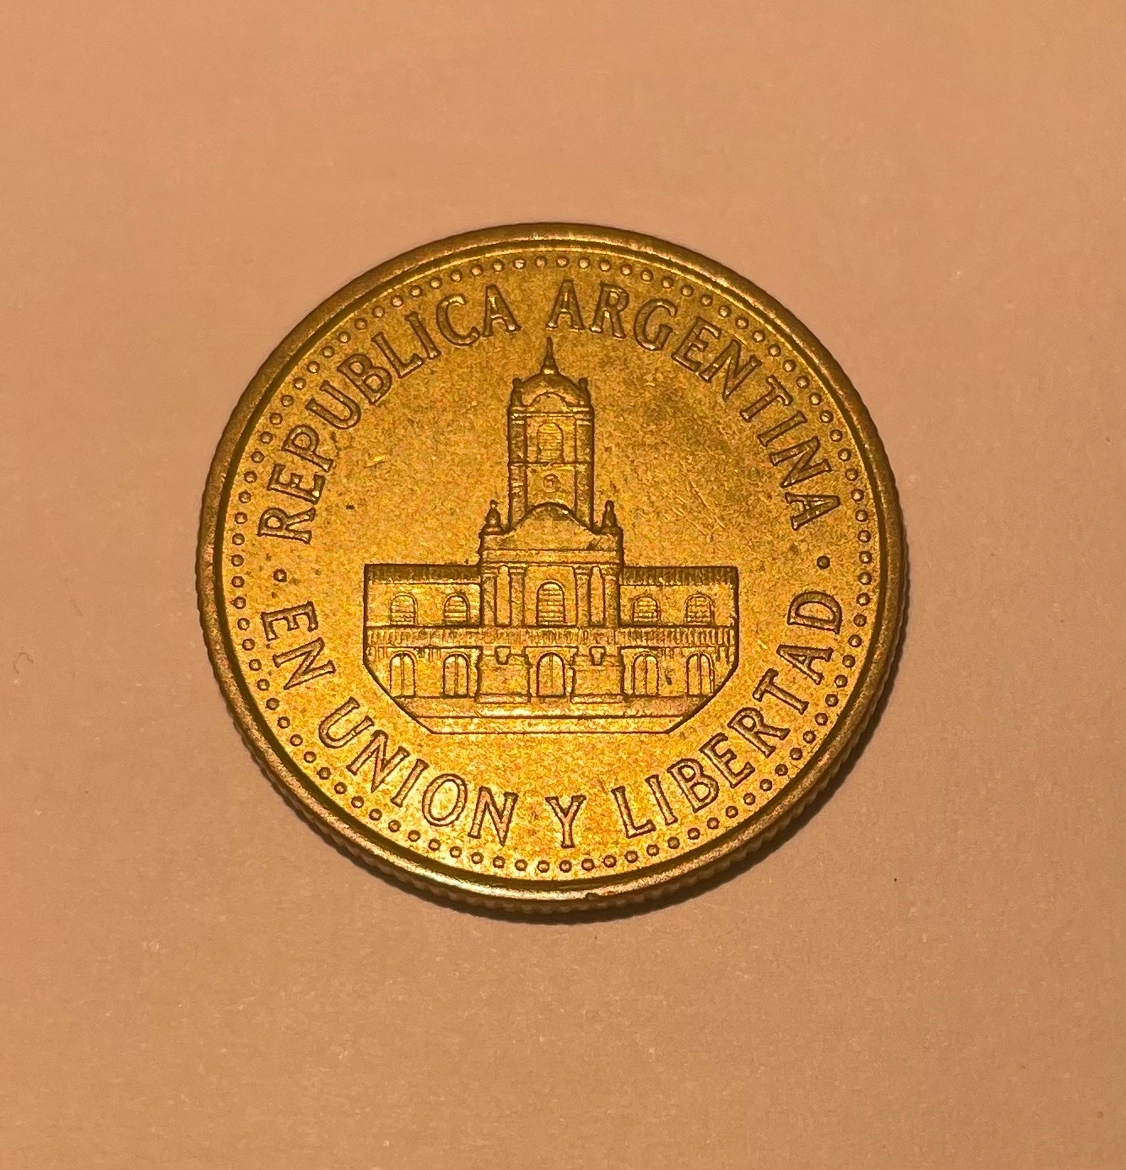 REPUBLICA ARGENTINA
· EN UNION Y LIBERTAD ·